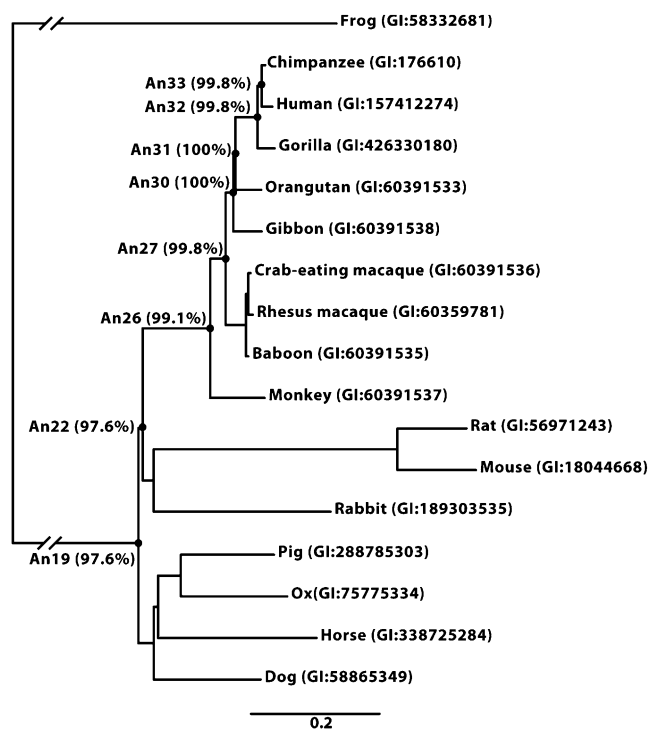 Frog (GI:58332681)
Chimpanzee (GI:176610)
An33 (99.8%)
Human (GI:157412274)
An32 (99.8%)
Gorilla (GI:426330180)
An31 (100%)
An30 (100%)
Orangutan (GI:60391533)
Gibbon (GI:60391538)
An27 (99.8%)
Crab-eating macaque (GI:60391536)
Rhesus macaque (GI:60359781)
An26 (99.1%)
Baboon (GI:60391535)
Monkey (GI:60391537)
An22 (97.6%)
Rat (GI:56971243)
Mouse (GI:18044668)
Rabbit (GI:189303535)
An19 (97.6%)
Pig (GI:288785303)
Ox(GI:75775334)
Horse (GI:338725284)
Dog (GI:58865349)
0.2